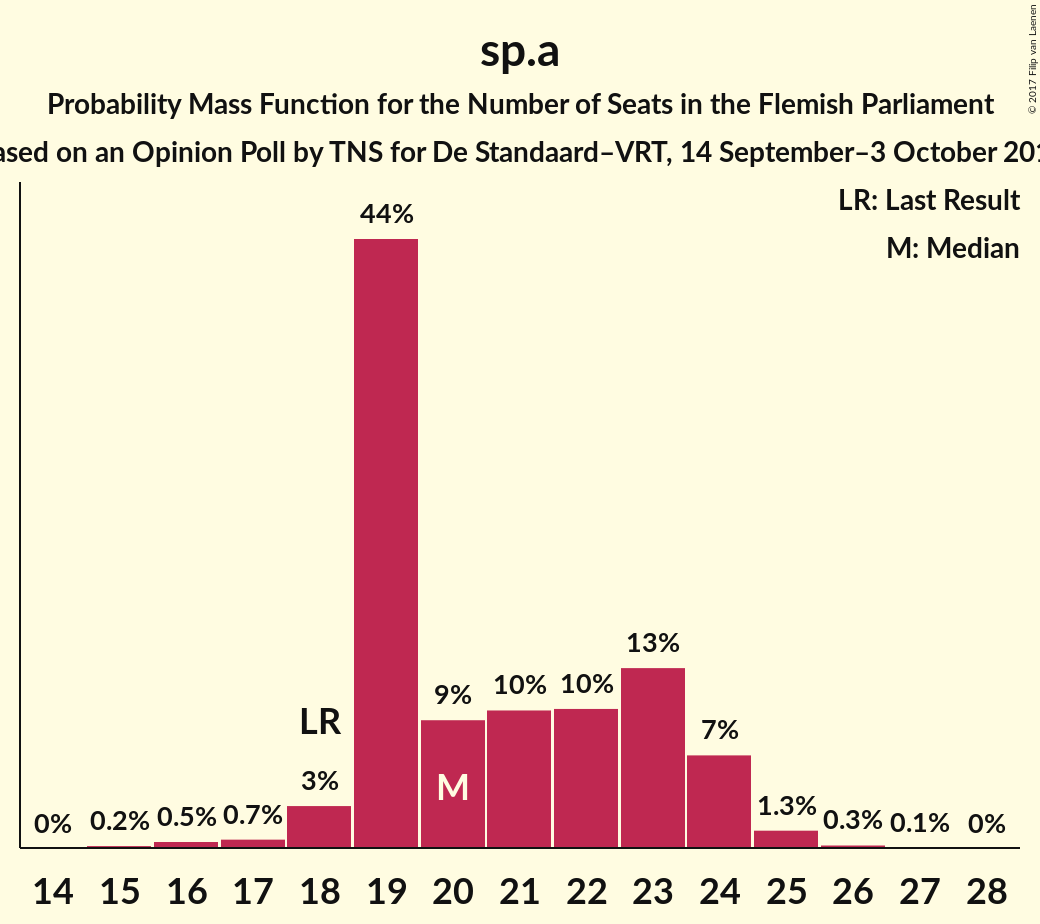 sp.a
Probability Mass Function for the Number of Seats in the Flemish Parliament
on an Opinion Poll by TNS for De Standaard–VRT, 14 September–3 October
© 2017 Filip van Laenen
LR: Last Result
M: Median
44%
13%
10%
10%
9%
7%
LR
M
3%
1.3%
0.7%
0.5%
0.3%
0.2%
0.1%
0%
0%
14 15 16 17 18 19 20 21 22 23 24 25 26 27 28